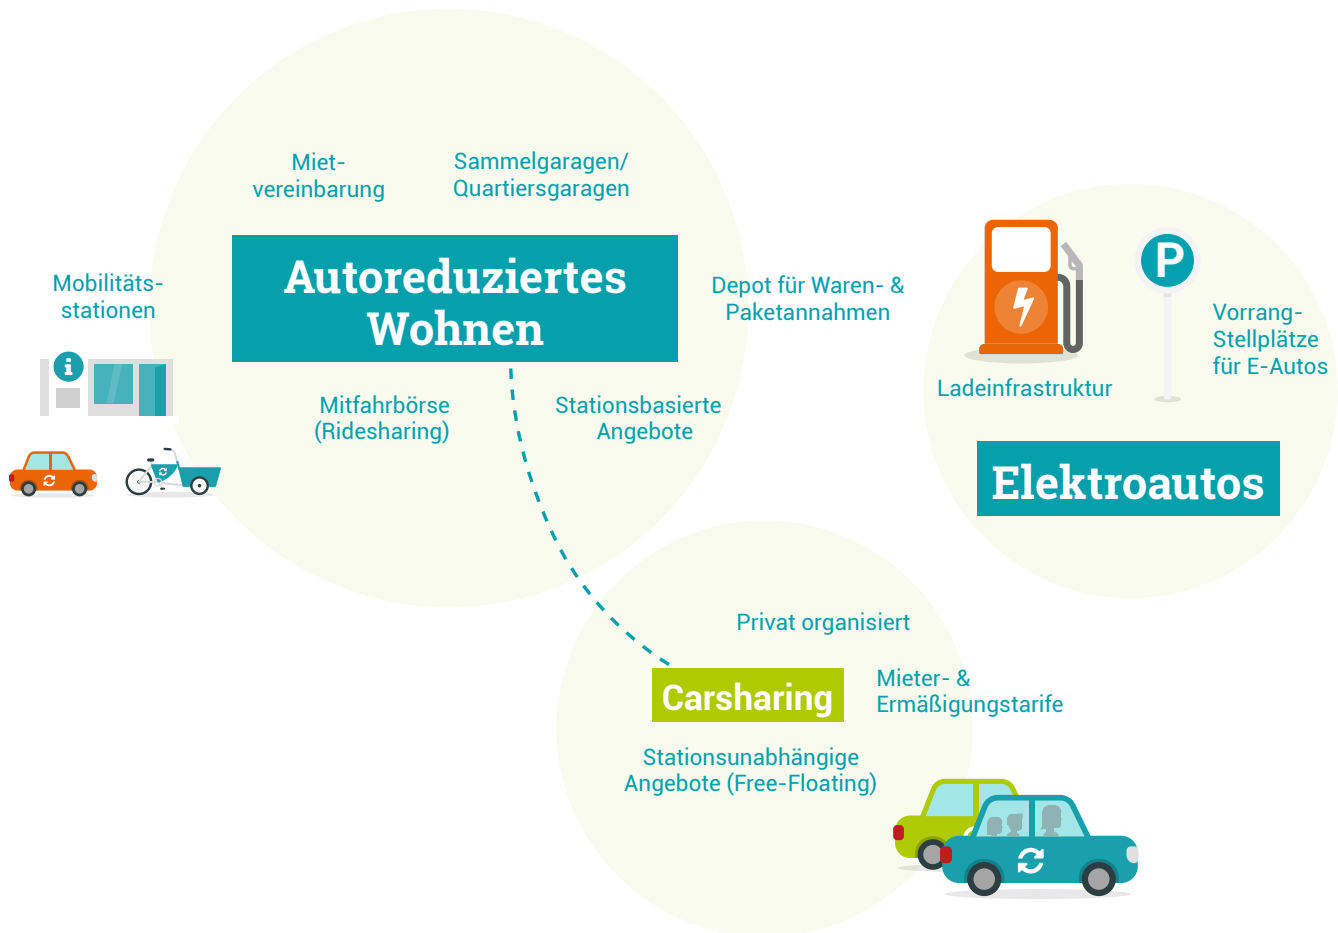 Miet-
vereinbarung
Sammelgaragen/
Quartiersgaragen
Autoreduziertes
Wohnen
Mobilitäts-
stationen
i
Depot für Waren- &
Paketannahmen
Mitfahrbörse
(Ridesharing)
Stationsbasierte
Angebote
P
Vorrang-
Stellplätze
für E-Autos
Ladeinfrastruktur
Elektroautos
Privat organisiert
Carsharing
Mieter- &
Ermäßigungstarife
Stationsunabhängige
Angebote (Free-Floating)